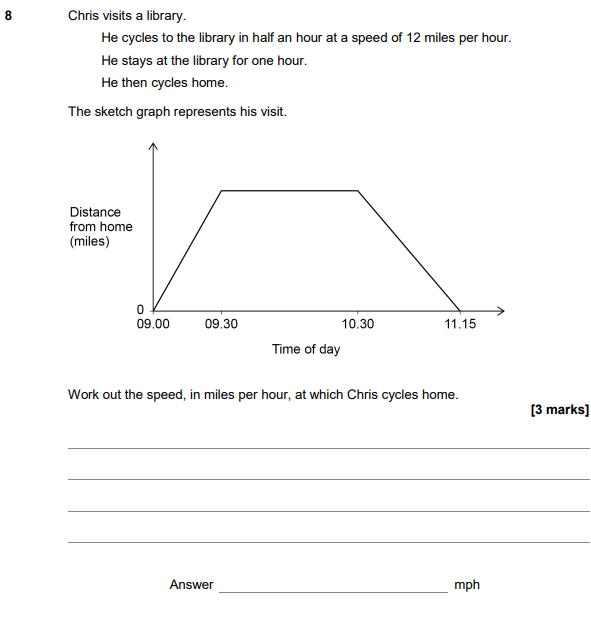 8 Chris visits a library.
He cycles to the library in half an hour at a speed of 12 miles per hour.
He stays at the library for one hour.
He then cycles home.
The sketch graph represents his visit.
Distance
from home
(miles)
0
09.00 09.30 10.30 11.15
Time of day
Work out the speed, in miles per hour, at which Chris cycles home.
[3 marks]
Answer mph